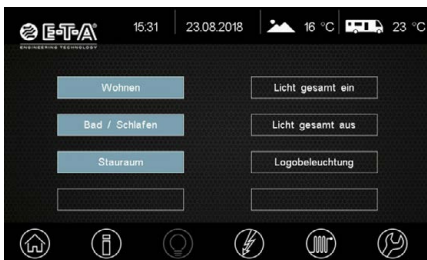 E-T-A® 15:31 23.08.2018 16 °C 23 °C
ENGINEERING TECHNOLOGY
Wohnen Licht gesamt ein
Bad / Schlafen Licht gesamt aus
Stauraum Logobeleuchtung